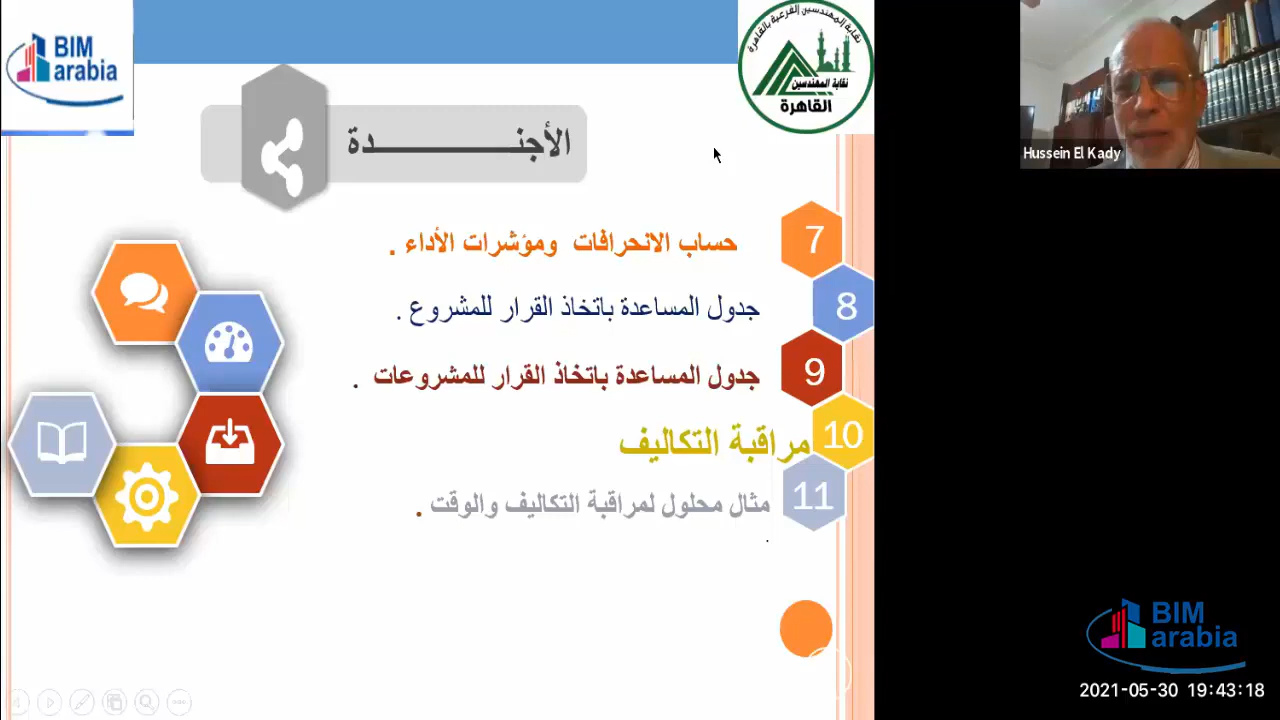 BIM
arabia
نقابة المهندسين الفرعية بالقاهرة
نقابة المهندسين
القاهرة
الأجنـــــــــــــدة
7
حساب الانحرافات ومؤشرات الأداء .
8
جدول المساعدة باتخاذ القرار للمشروع .
9
جدول المساعدة باتخاذ القرار للمشروعات .
10
مراقبة التكاليف
11
مثال محلول لمراقبة التكاليف والوقت .
.
Hussein El Kady
BIM
arabia
2021-05-30 19:43:18